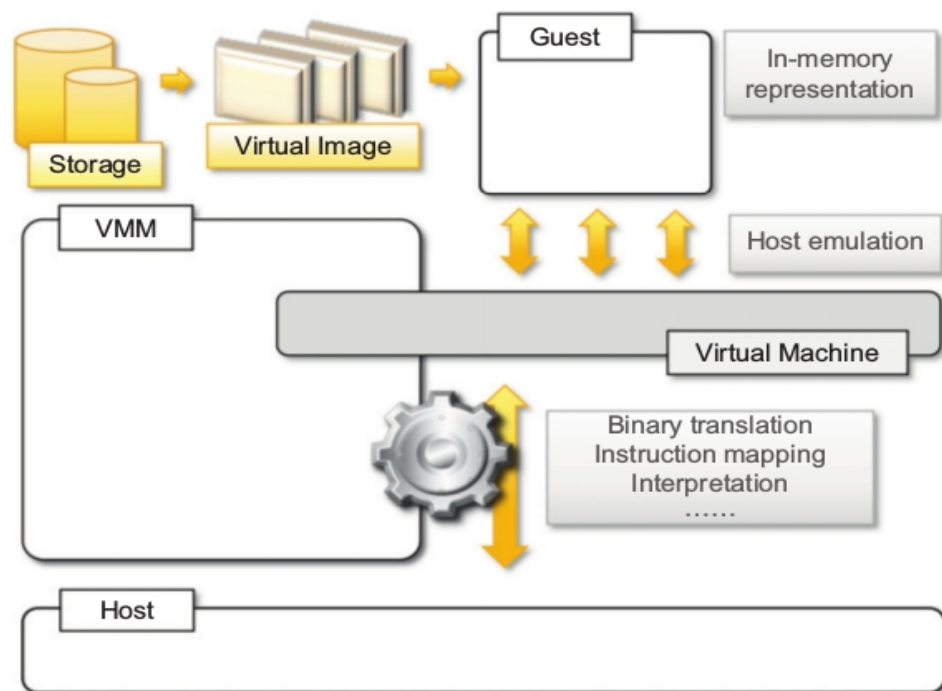 Guest
In-memory
representation
Virtual Image
Storage
VMM
Host emulation
Virtual Machine
Binary translation
Instruction mapping
Interpretation
……
Host